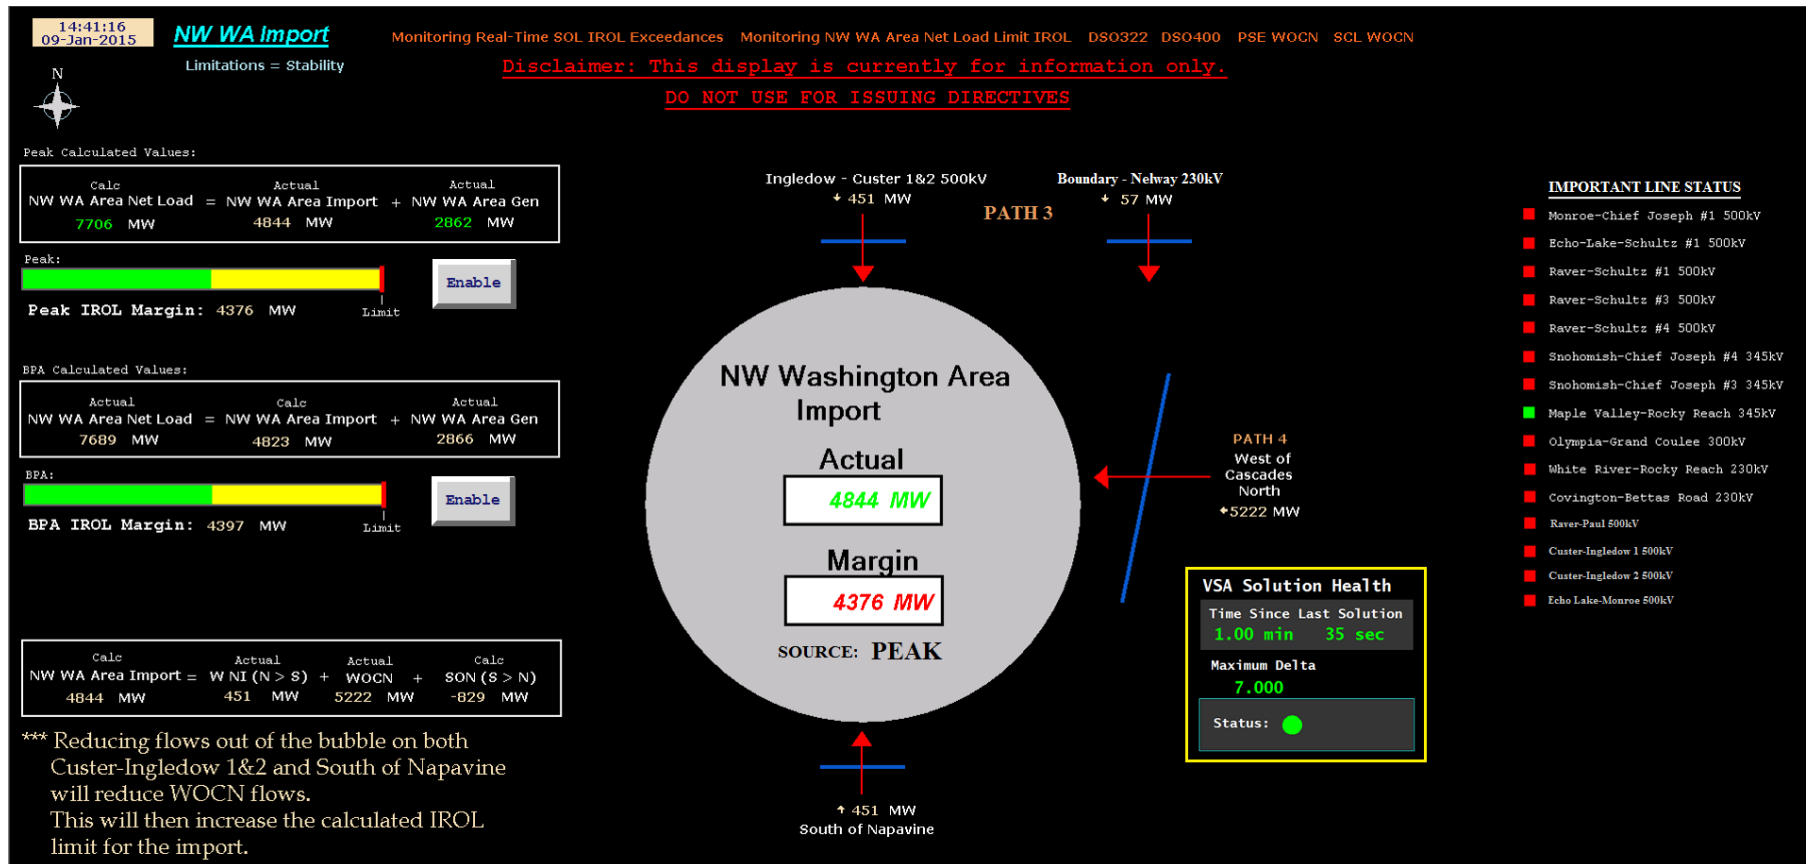 14:41:16
09-Jan-2015
NW WA Import
Monitoring Real-Time SOL IROL Exceedances Monitoring NW WA Area Net Load Limit IROL DSO322 DSO400 PSE WOCN SCL WOCN
Limitations = Stability
Disclaimer: This display is currently for information only.
DO NOT USE FOR ISSUING DIRECTIVES
N
Peak Calculated Values:
Calc Actual Actual
NW WA Area Net Load = NW WA Area Import + NW WA Area Gen
7706 MW 4844 MW 2862 MW
Peak:
Enable
Peak IROL Margin: 4376 MW
Limit
BPA Calculated Values:
Actual Calc Actual
NW WA Area Net Load = NW WA Area Import + NW WA Area Gen
7689 MW 4823 MW 2866 MW
BPA:
Enable
BPA IROL Margin: 4397 MW
Limit
Calc Actual Actual Calc
NW WA Area Import = W NI (N > S) + WOCN + SON (S > N)
4844 MW 451 MW 5222 MW -829 MW
*** Reducing flows out of the bubble on both
Custer-Ingledow 1&2 and South of Napavine
will reduce WOCN flows.
This will then increase the calculated IROL
limit for the import.
Ingledow - Custer 1&2 500kV
451 MW
PATH 3
Boundary - Nelway 230kV
57 MW
NW Washington Area
Import
Actual
4844 MW
Margin
4376 MW
SOURCE: PEAK
451 MW
South of Napavine
PATH 4
West of
Cascades
North
5222 MW
VSA Solution Health
Time Since Last Solution
1.00 min 35 sec
Maximum Delta
7.000
Status:
IMPORTANT LINE STATUS
Monroe-Chief Joseph #1 500kV
Echo-Lake-Schultz #1 500kV
Raver-Schultz #1 500kV
Raver-Schultz #3 500kV
Raver-Schultz #4 500kV
Snohomish-Chief Joseph #4 345kV
Snohomish-Chief Joseph #3 345kV
Maple Valley-Rocky Reach 345kV
Olympia-Grand Coulee 300kV
White River-Rocky Reach 230kV
Covington-Bettas Road 230kV
Raver-Paul 500kV
Custer-Ingledow 1 500kV
Custer-Ingledow 2 500kV
Echo Lake-Monroe 500kV